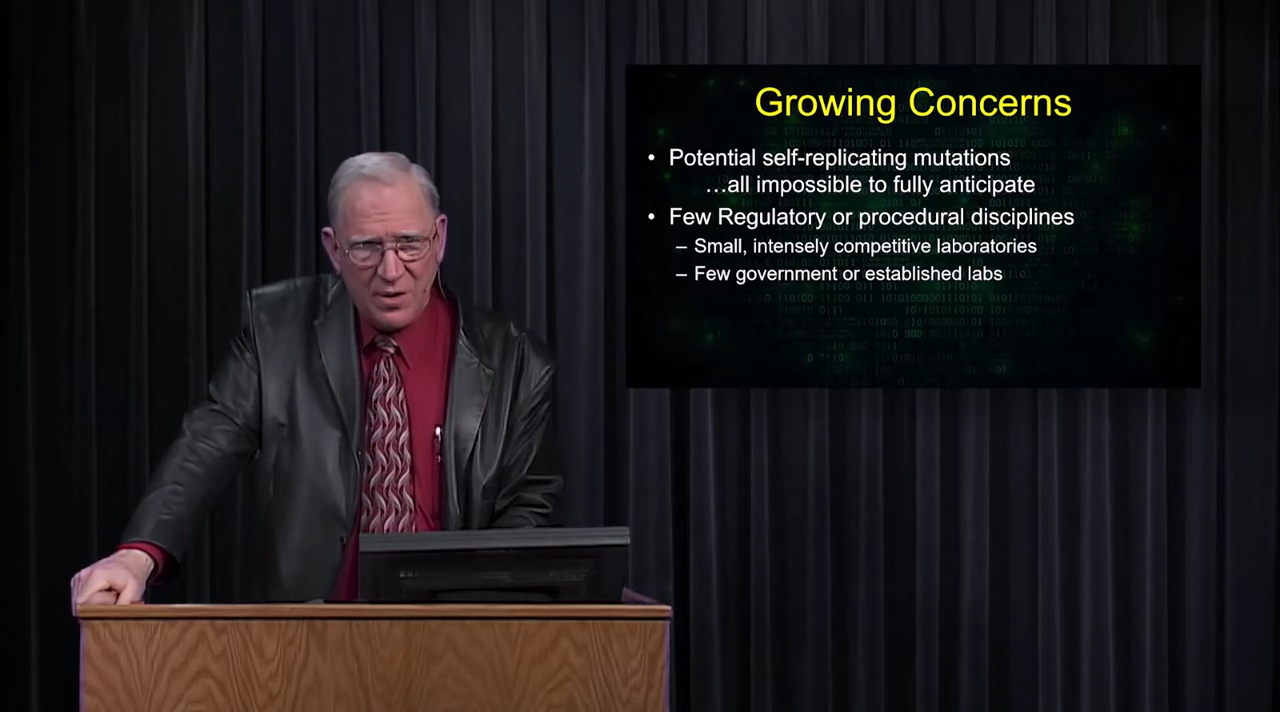 Growing Concerns
• Potential self-replicating mutations
…all impossible to fully anticipate
• Few Regulatory or procedural disciplines
– Small, intensely competitive laboratories
– Few government or established labs